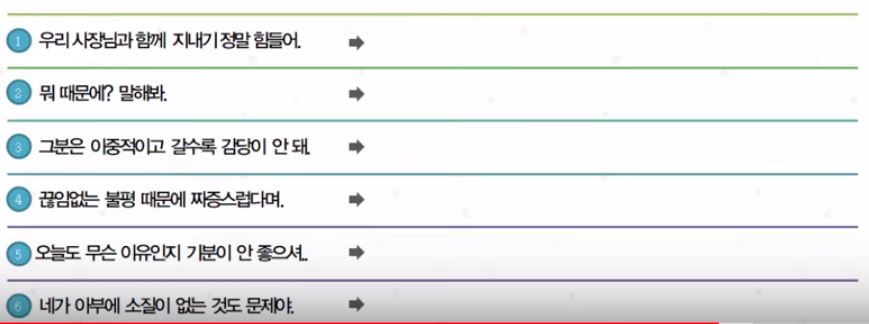 1 우리 사장님과 함께 지내기 정말 힘들어.
2 뭐 때문에? 말해봐.
3 그분은 이중적이고 갈수록 감당이 안 돼.
4 끊임없는 불평 때문에 짜증스럽다며.
5 오늘도 무슨 이유인지 기분이 안 좋으셔..
6 네가 아부에 소질이 없는 것도 문제야.